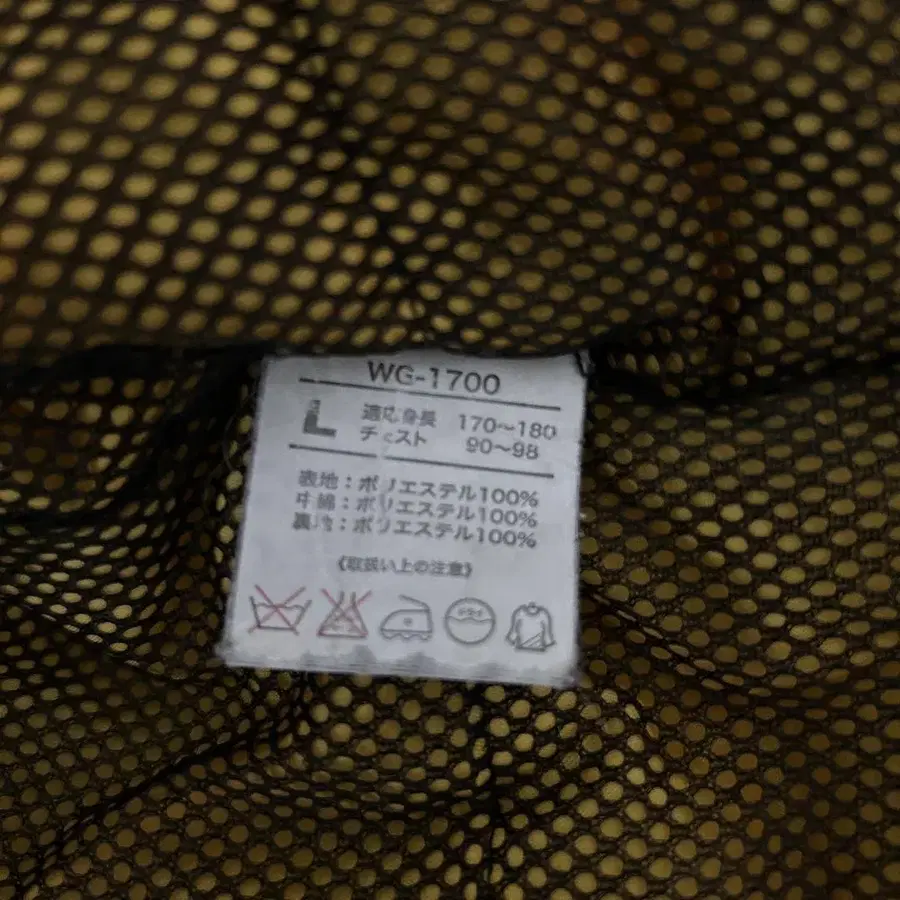 WG-1700
L 適応身長 170〜180
チェスト 90〜98
表地：ポリエステル100%
中綿：ポリエステル100%
裏地：ポリエステル100%
《取扱い上の注意》